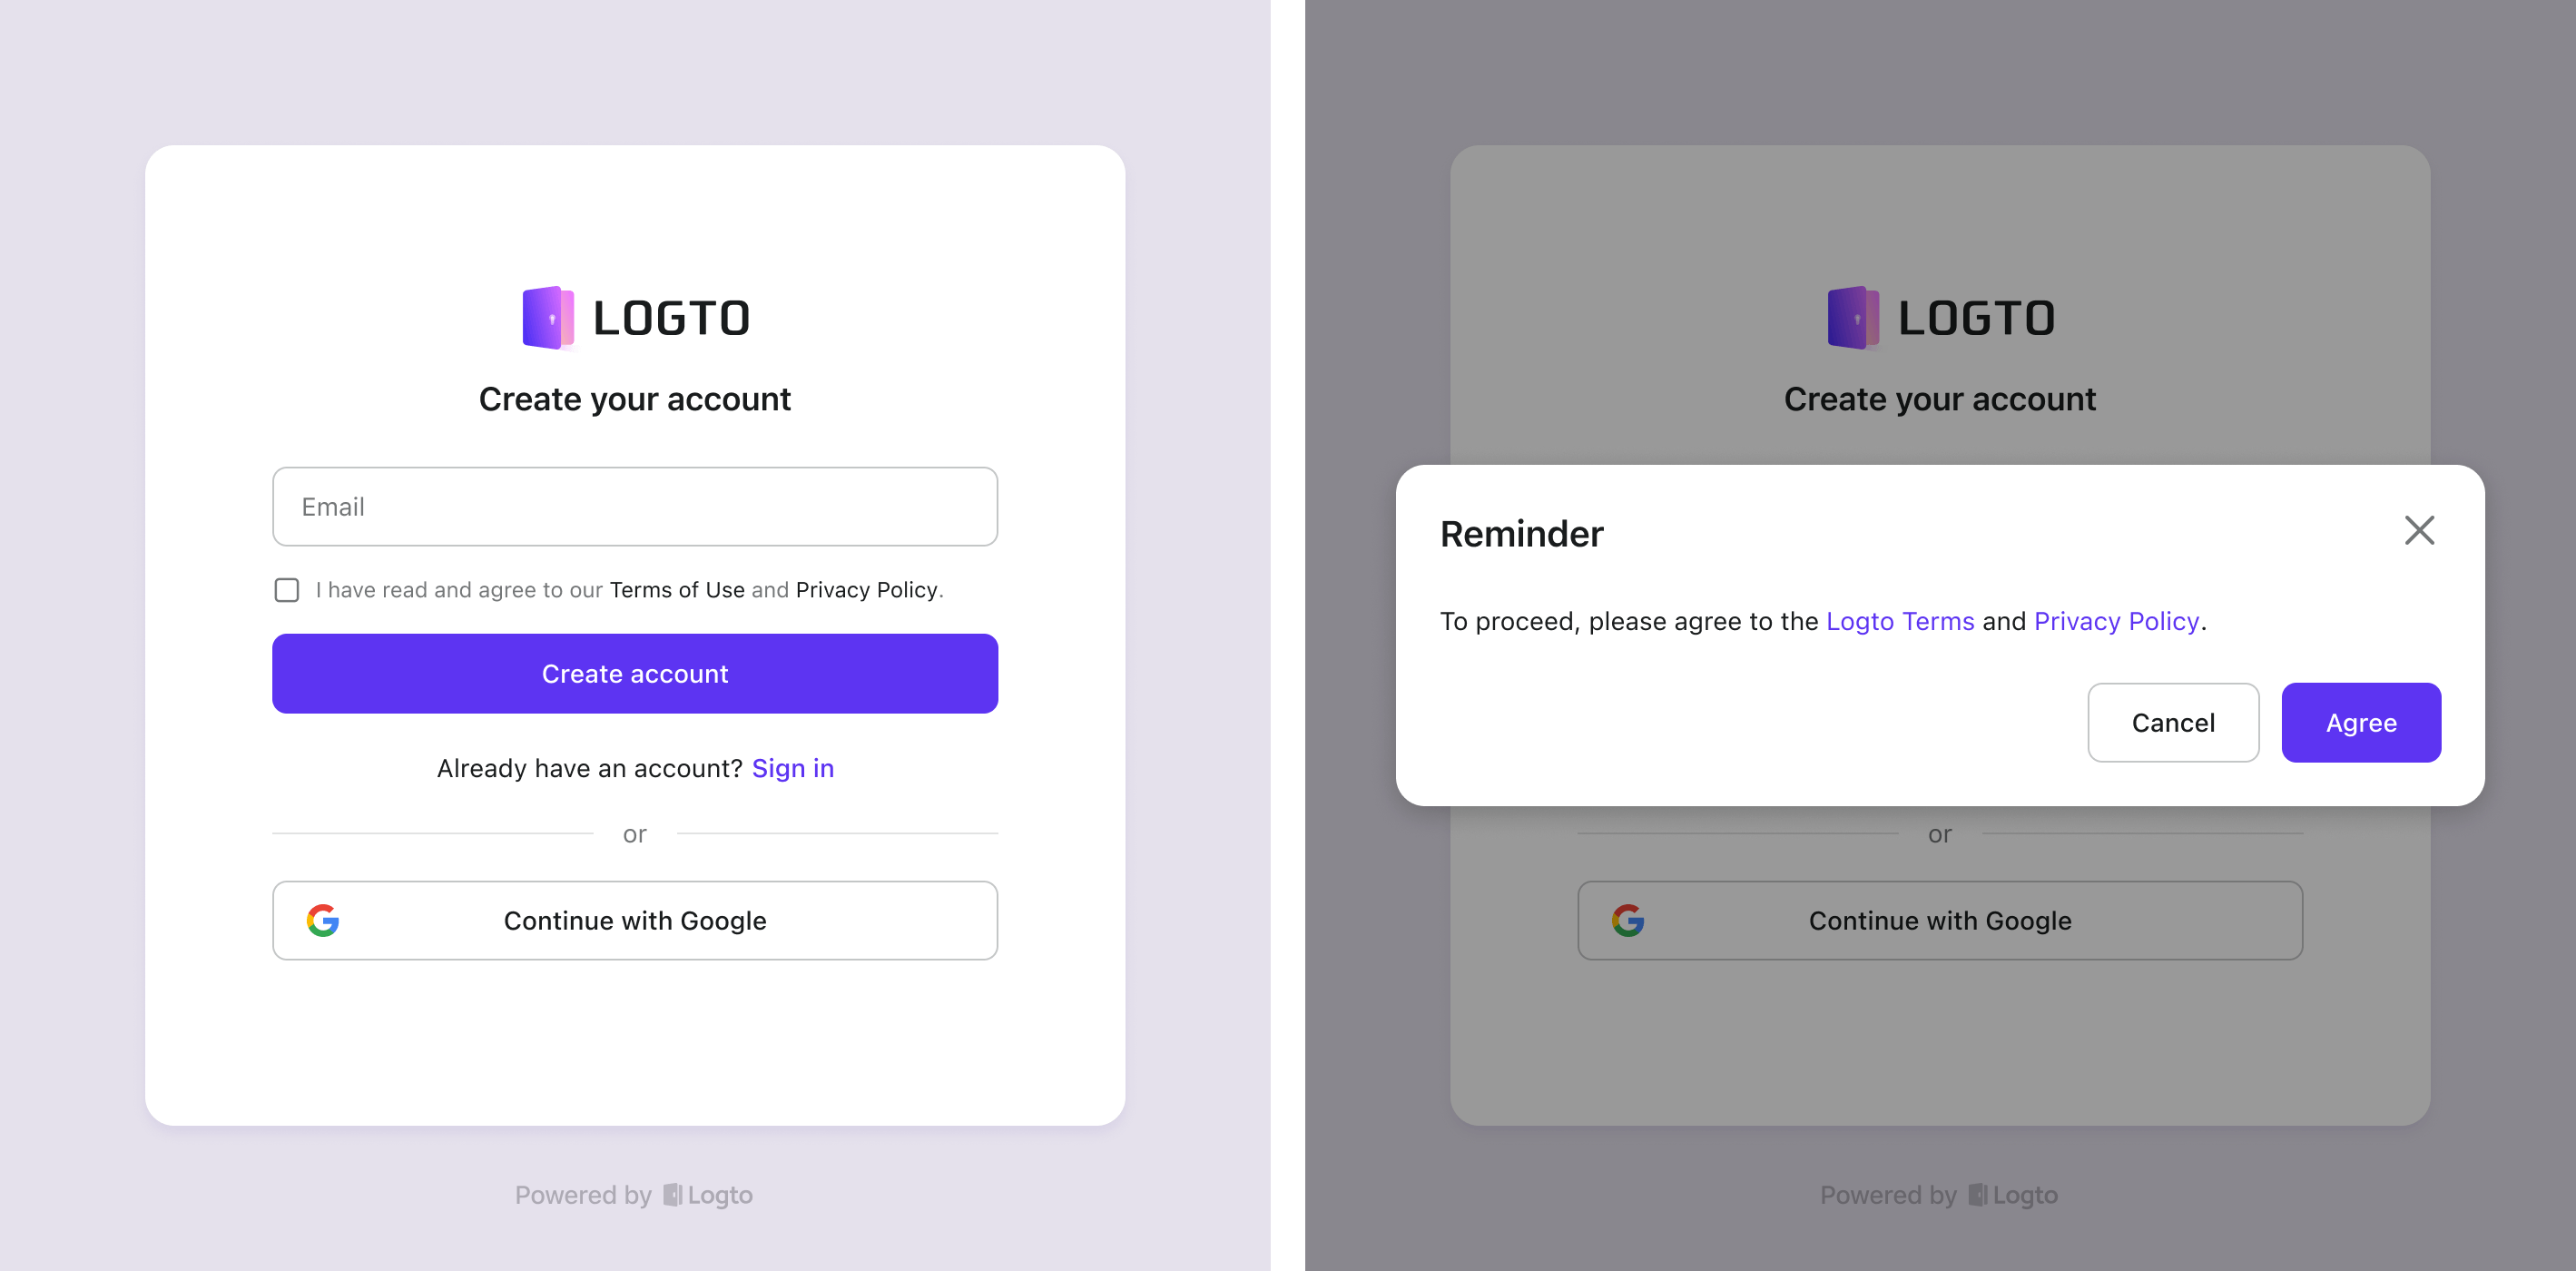 LOGTO
Create your account
Email
I have read and agree to our Terms of Use and Privacy Policy.
Create account
Already have an account? Sign in
or
Continue with Google
Powered by Logto
LOGTO
Create your account
Reminder
To proceed, please agree to the Logto Terms and Privacy Policy.
Cancel Agree
or
Continue with Google
Powered by Logto